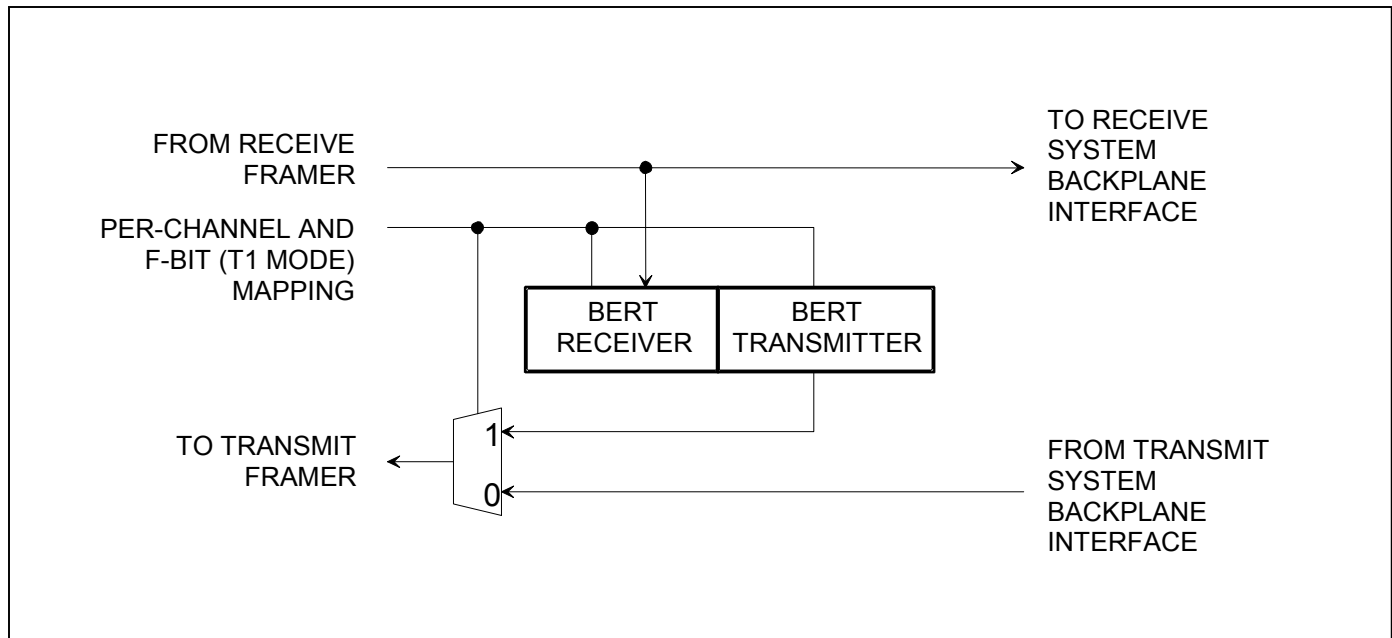 FROM RECEIVE
FRAMER
TO RECEIVE
SYSTEM
BACKPLANE
INTERFACE
PER-CHANNEL AND
F-BIT (T1 MODE)
MAPPING
BERT
RECEIVER
BERT
TRANSMITTER
TO TRANSMIT
FRAMER
1
0
FROM TRANSMIT
SYSTEM
BACKPLANE
INTERFACE